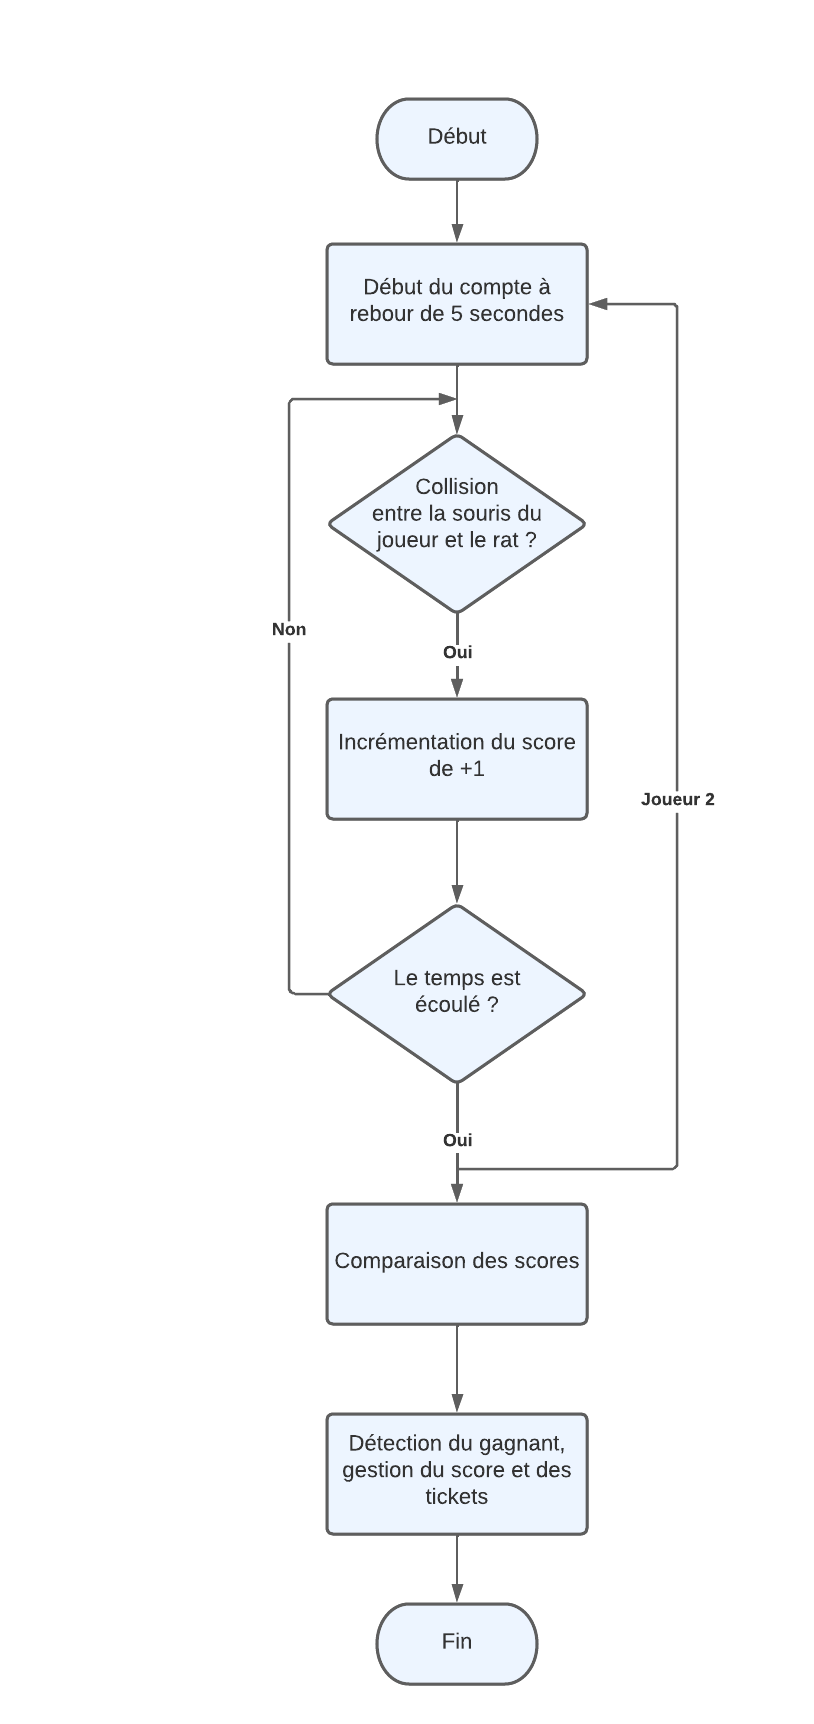 Début
Début du compte à
rebour de 5 secondes
Collision
entre la souris du
joueur et le rat ?
Non
Oui
Incrémentation du score
de +1
Joueur 2
Le temps est
écoulé ?
Oui
Comparaison des scores
Détection du gagnant,
gestion du score et des
tickets
Fin